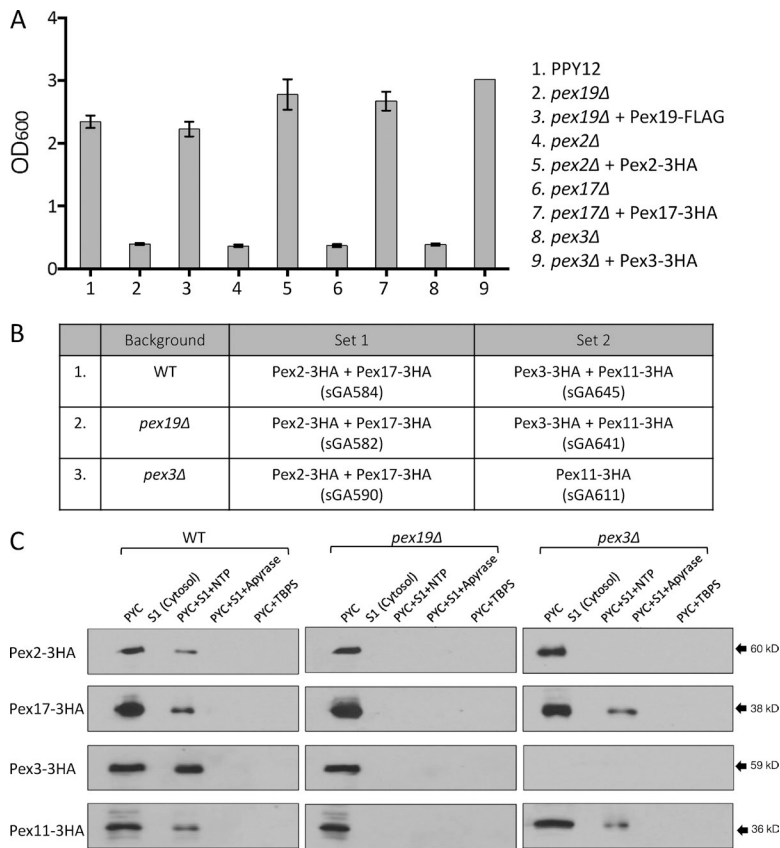 A
OD600
4
3
2
1
0
1 2 3 4 5 6 7 8 9
1. PPY12
2. pex19Δ
3. pex19Δ + Pex19-FLAG
4. pex2Δ
5. pex2Δ + Pex2-3HA
6. pex17Δ
7. pex17Δ + Pex17-3HA
8. pex3Δ
9. pex3Δ + Pex3-3HA
B
Background Set 1 Set 2
1. WT Pex2-3HA + Pex17-3HA (sGA584) Pex3-3HA + Pex11-3HA (sGA645)
2. pex19Δ Pex2-3HA + Pex17-3HA (sGA582) Pex3-3HA + Pex11-3HA (sGA641)
3. pex3Δ Pex2-3HA + Pex17-3HA (sGA590) Pex11-3HA (sGA611)
C
WT pex19Δ pex3Δ
PYC S1 (Cytosol) PYC+S1+NTP PYC+S1+Apyrase PYC+TBPS PYC S1 (Cytosol) PYC+S1+NTP PYC+S1+Apyrase PYC+TBPS PYC S1 (Cytosol) PYC+S1+NTP PYC+S1+Apyrase PYC+TBPS
Pex2-3HA 60 kD
Pex17-3HA 38 kD
Pex3-3HA 59 kD
Pex11-3HA 36 kD